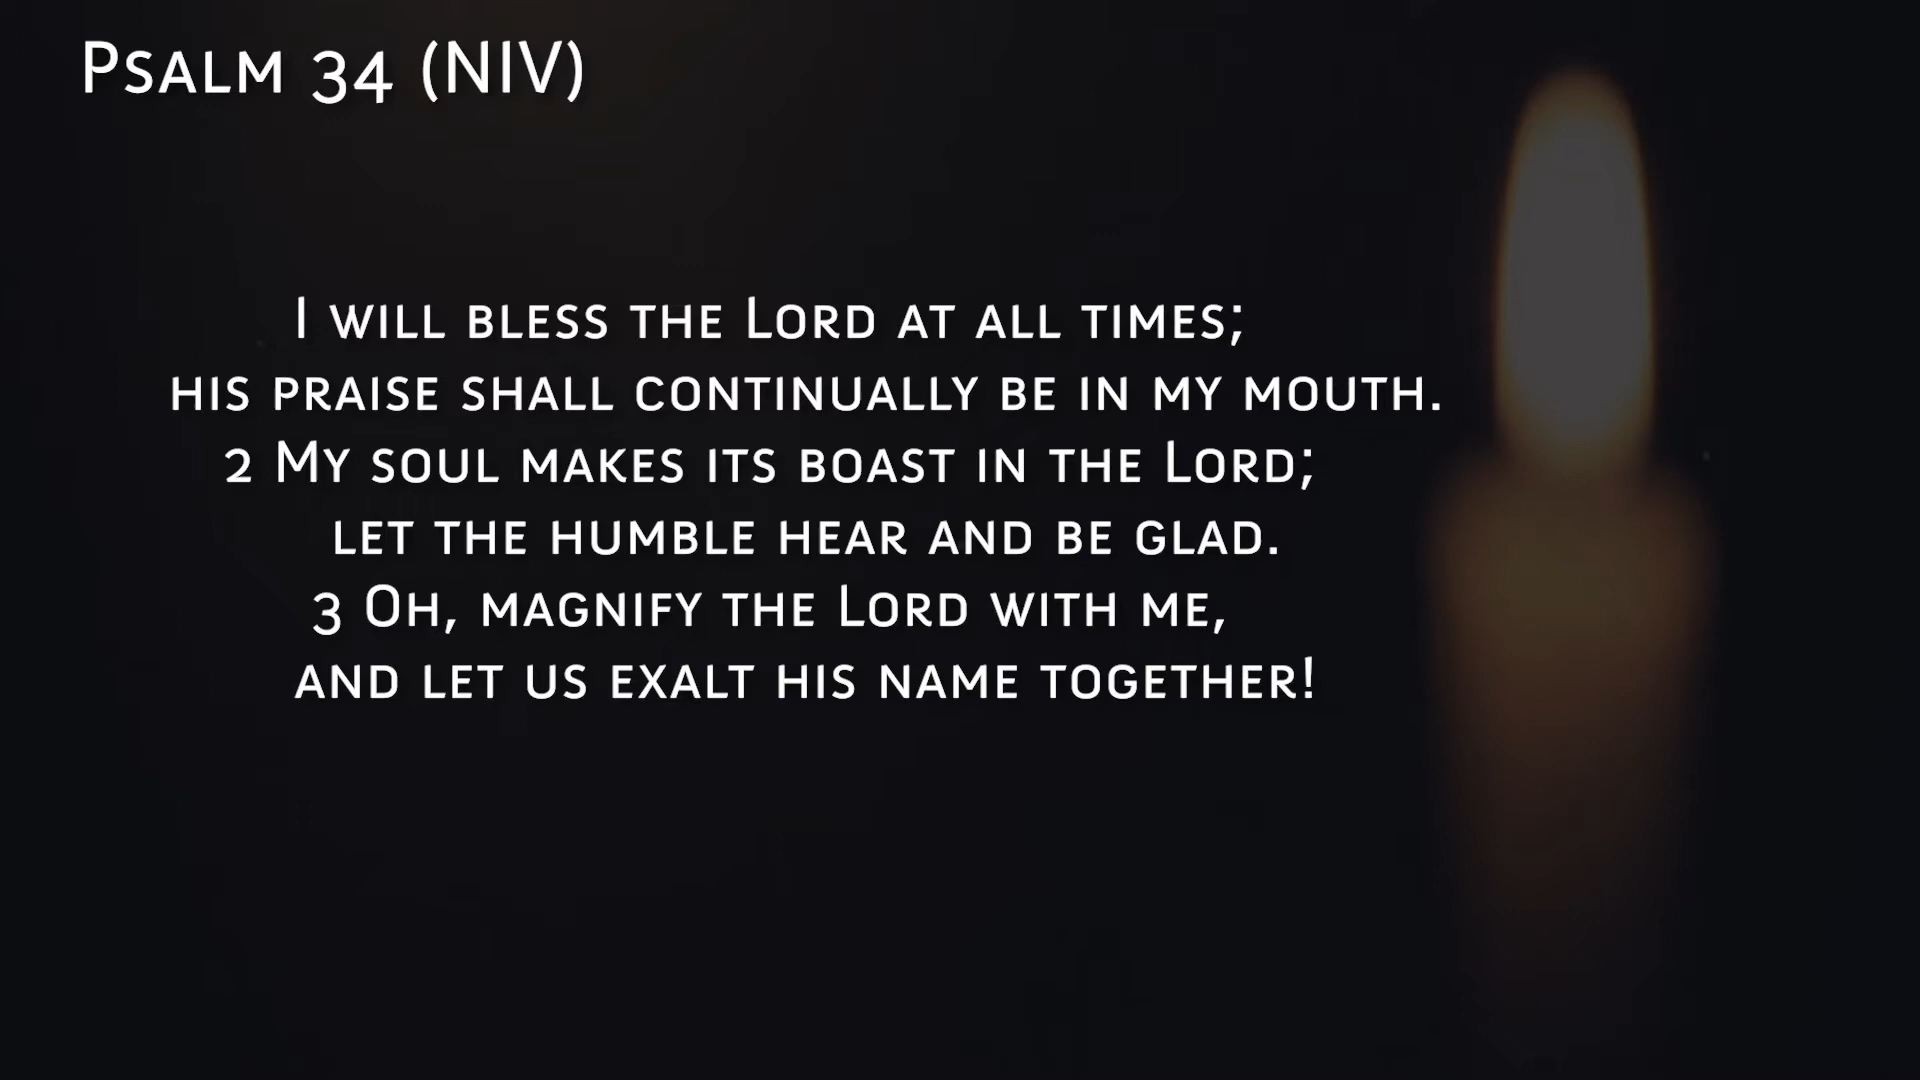 Psalm 34 (NIV)
I will bless the Lord at all times;
his praise shall continually be in my mouth.
2 My soul makes its boast in the Lord;
let the humble hear and be glad.
3 Oh, magnify the Lord with me,
and let us exalt his name together!